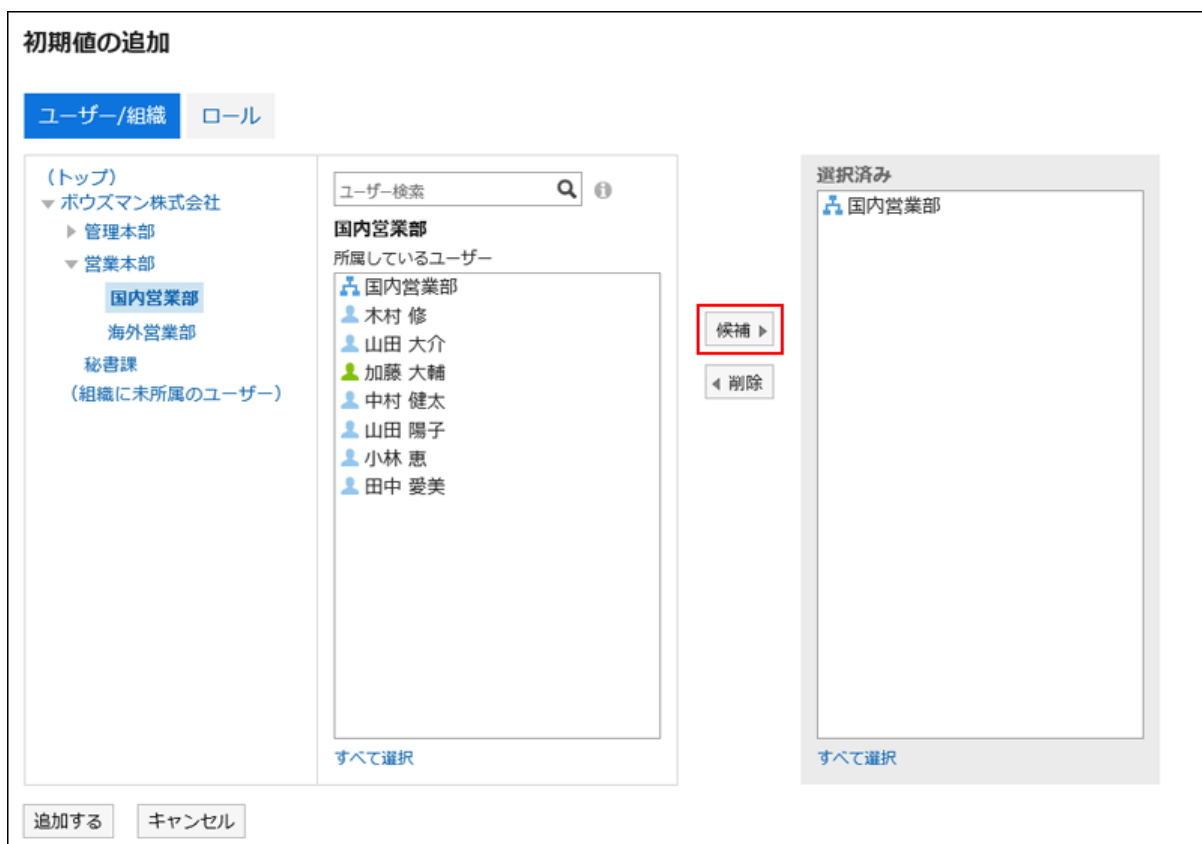 初期値の追加
ユーザー/組織
ロール
(トップ)
ボウズマン株式会社
管理本部
営業本部
国内営業部
海外営業部
秘書課
(組織に未所属のユーザー)
ユーザー検索
国内営業部
所属しているユーザー
国内営業部
木村 修
山田 大介
加藤 大輔
中村 健太
山田 陽子
小林 恵
田中 愛美
すべて選択
候補
削除
選択済み
国内営業部
すべて選択
追加する
キャンセル